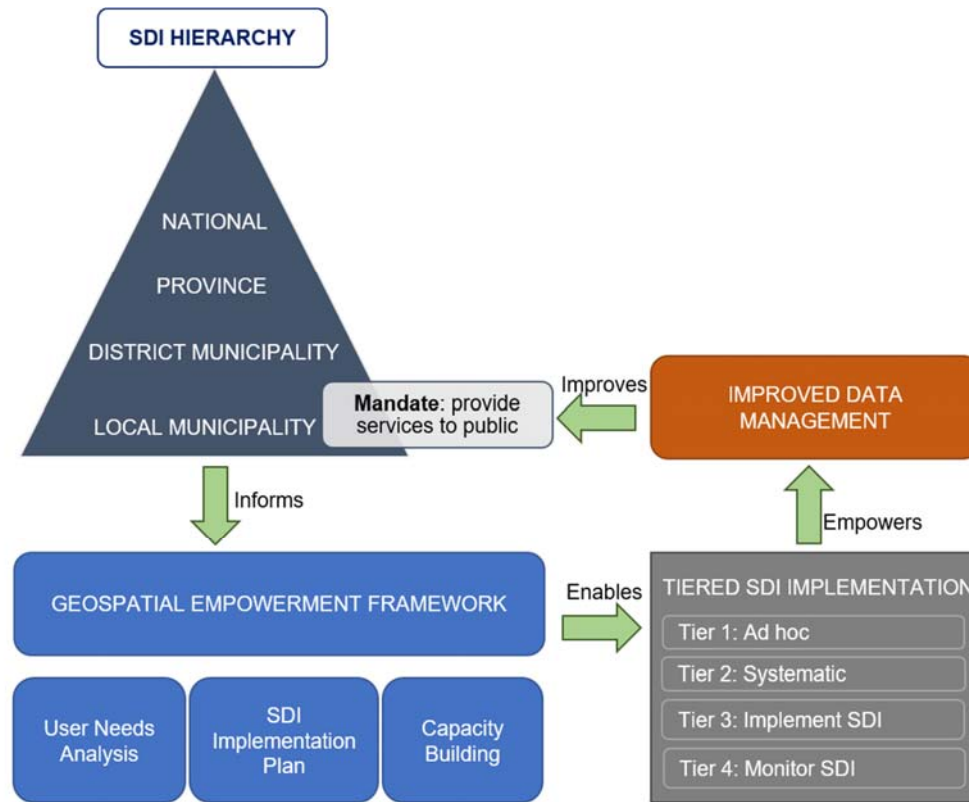 SDI HIERARCHY
NATIONAL
PROVINCE
DISTRICT MUNICIPALITY
LOCAL MUNICIPALITY
Mandate: provide
services to public
Improves
IMPROVED DATA
MANAGEMENT
Informs
Empowers
GEOSPATIAL EMPOWERMENT FRAMEWORK
Enables
TIERED SDI IMPLEMENTATION
Tier 1: Ad hoc
Tier 2: Systematic
Tier 3: Implement SDI
Tier 4: Monitor SDI
User Needs
Analysis
SDI
Implementation
Plan
Capacity
Building